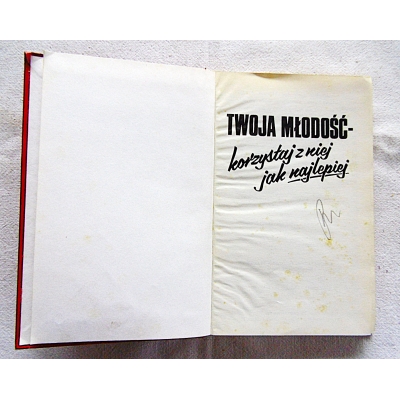 TWOJA MŁODOŚĆ-
korzystaj z niej
jak najlepiej